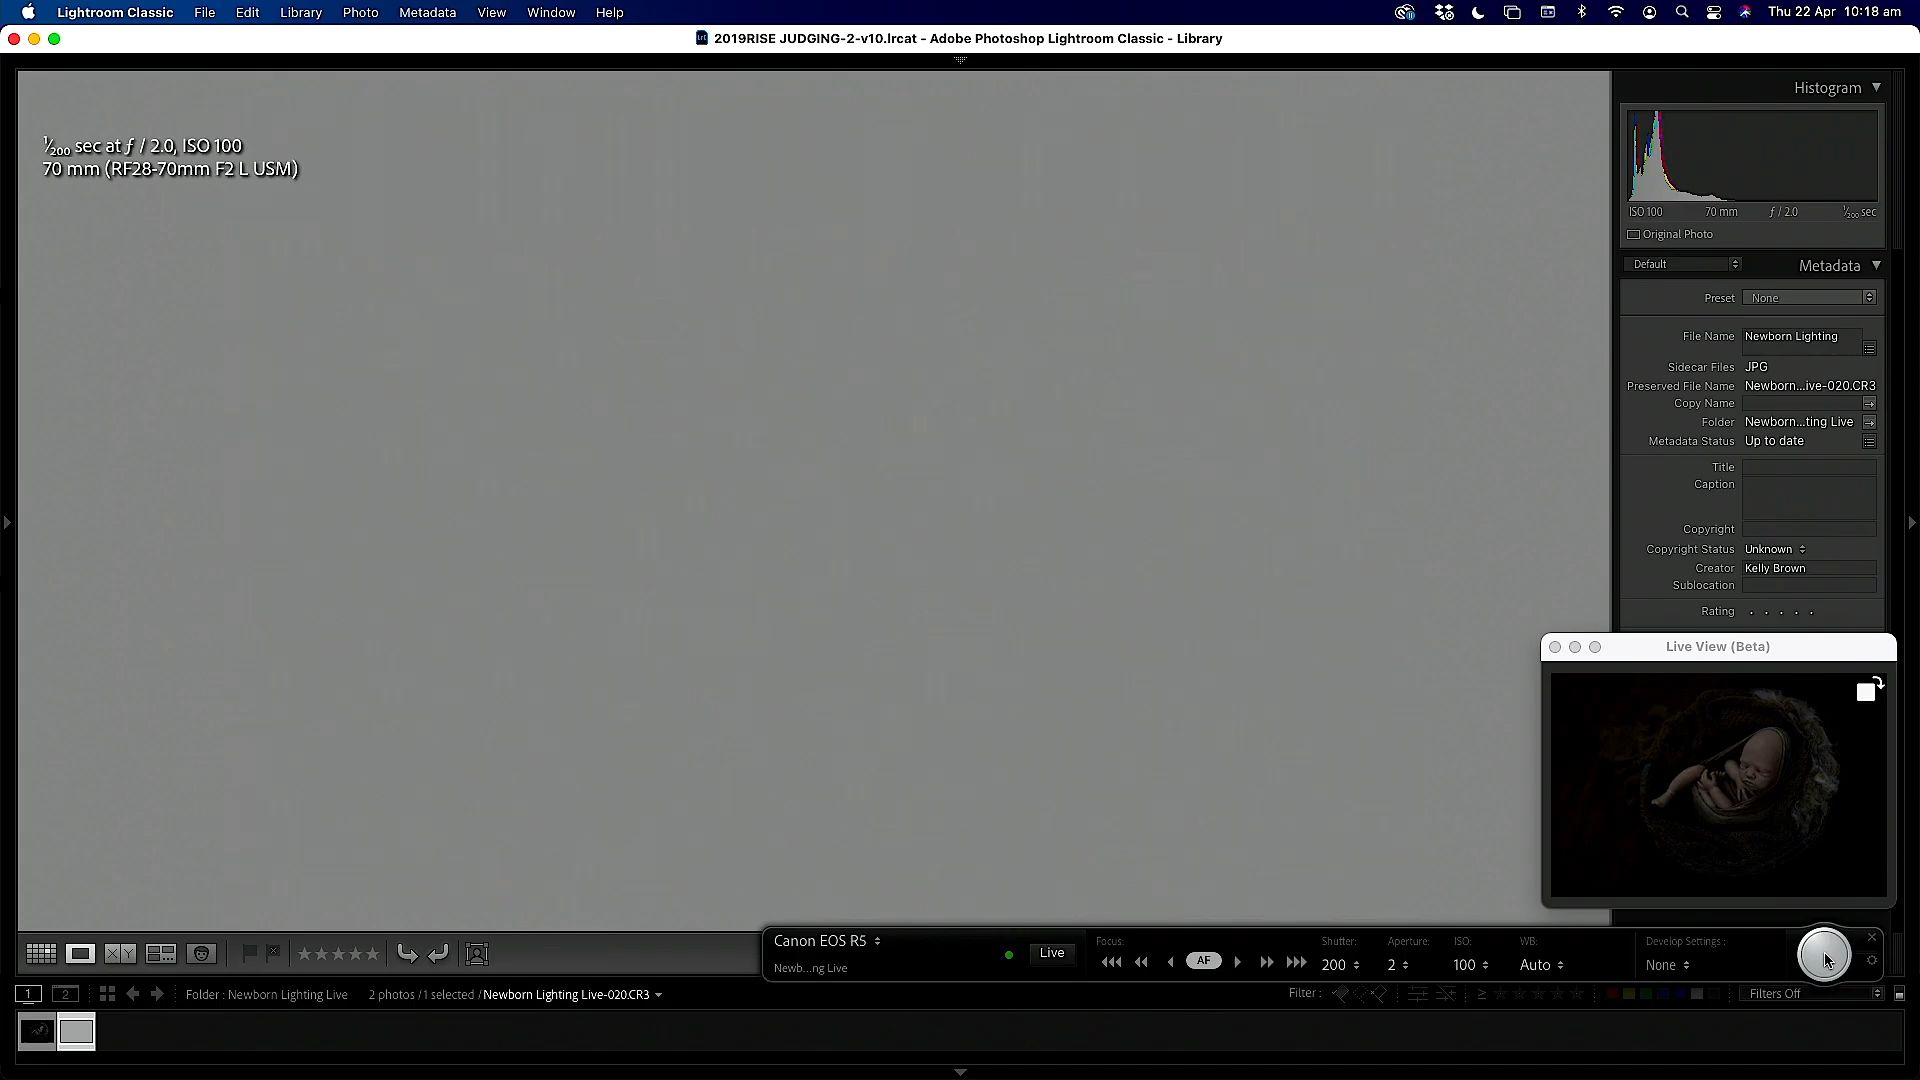 Lightroom Classic File Edit Library Photo Metadata View Window Help Thu 22 Apr 10:18 am
2019RISE JUDGING-2-v10.lrcat - Adobe Photoshop Lightroom Classic - Library
1/200 sec at ƒ / 2.0, ISO 100
70 mm (RF28-70mm F2 L USM)
Histogram
ISO 100 70 mm ƒ / 2.0 1/200 sec
Original Photo
Default Metadata
Preset None
File Name Newborn Lighting
Sidecar Files JPG
Preserved File Name Newborn...ive-020.CR3
Copy Name
Folder Newborn...ting Live
Metadata Status Up to date
Title
Caption
Copyright
Copyright Status Unknown
Creator Kelly Brown
Sublocation
Rating
Live View (Beta)
Canon EOS R5
Newb...ng Live
Live
Focus:
AF
Shutter: Aperture: ISO: WB: Develop Settings:
200 2 100 Auto None
XY
1 2 Folder : Newborn Lighting Live 2 photos / 1 selected / Newborn Lighting Live-020.CR3 Filter : ≥ Filters Off